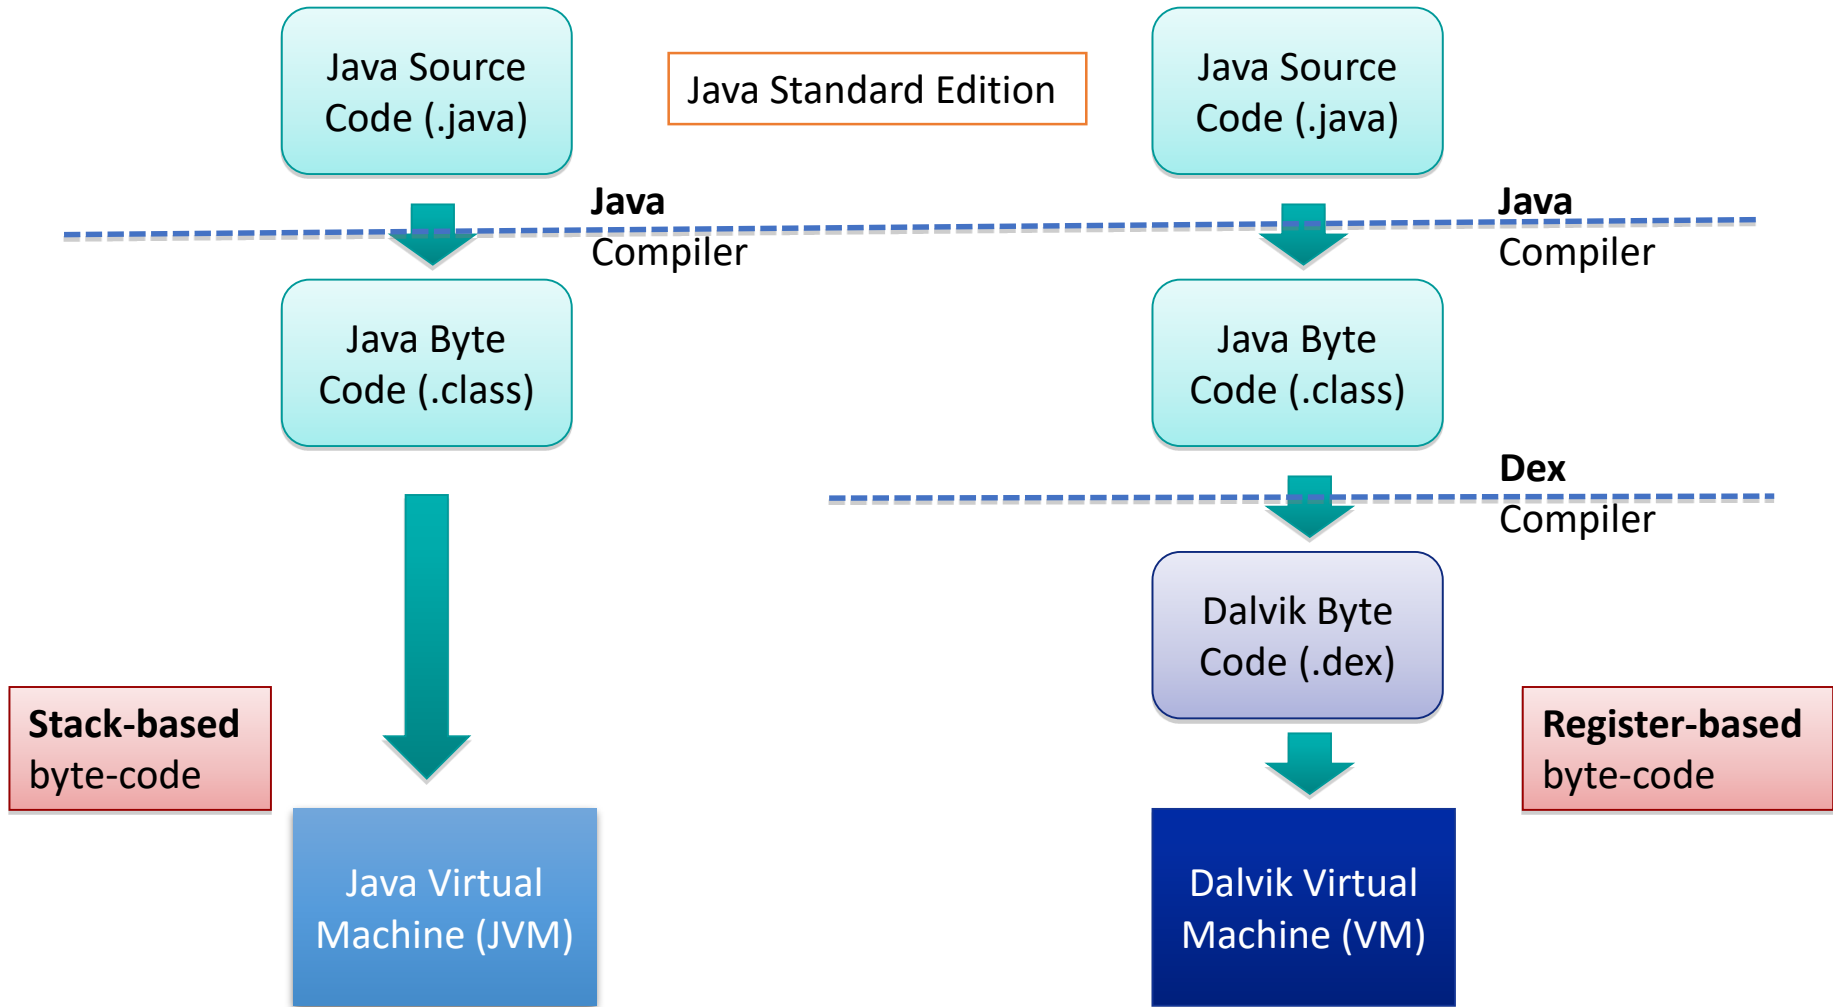 Java Source
Code (.java)
Java Standard Edition
Java Source
Code (.java)
Java
Compiler
Java
Compiler
Java Byte
Code (.class)
Java Byte
Code (.class)
Dex
Compiler
Dalvik Byte
Code (.dex)
Stack-based
byte-code
Register-based
byte-code
Java Virtual
Machine (JVM)
Dalvik Virtual
Machine (VM)